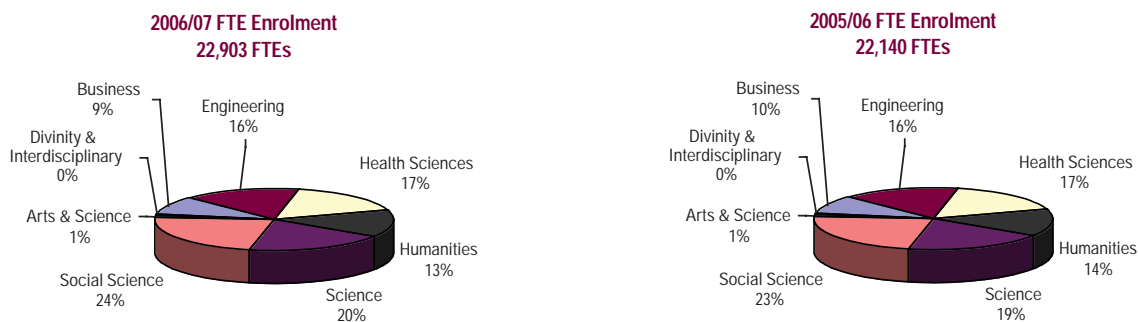 2006/07 FTE Enrolment
22,903 FTEs
Business
9%
Engineering
16%
Divinity &
Interdisciplinary
0%
Health Sciences
17%
Arts & Science
1%
Humanities
13%
Social Science
24%
Science
20%
2005/06 FTE Enrolment
22,140 FTEs
Business
10%
Engineering
16%
Divinity &
Interdisciplinary
0%
Health Sciences
17%
Arts & Science
1%
Humanities
14%
Social Science
23%
Science
19%